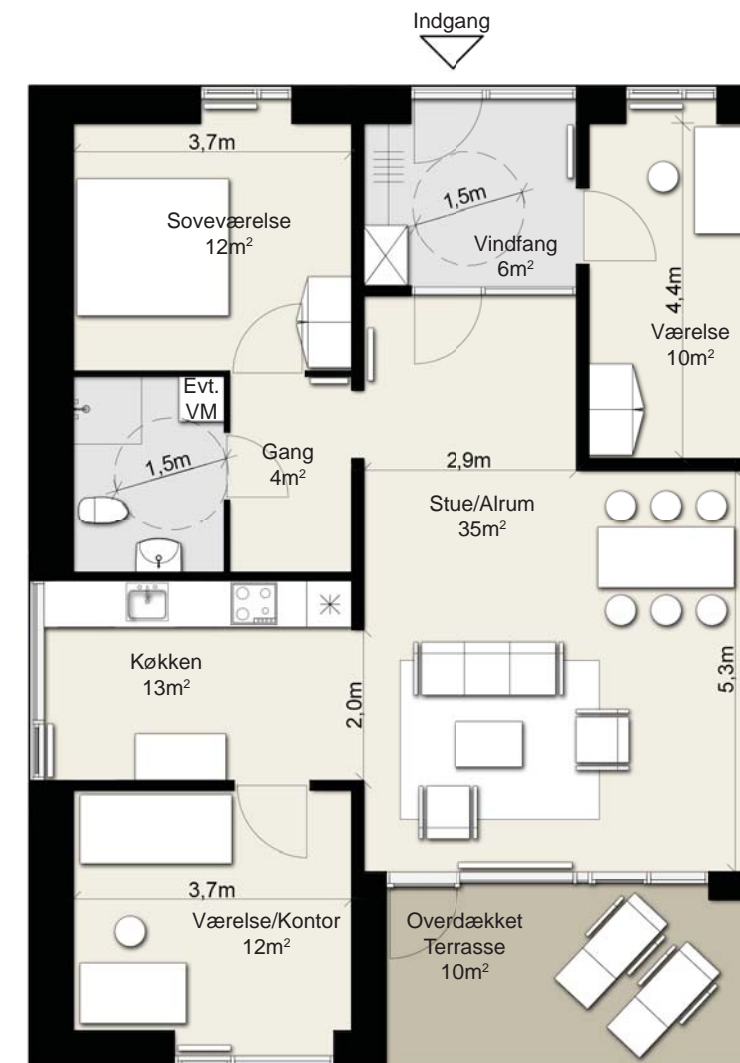 Indgang
3,7m
Soveværelse
12m²
1,5m
Vindfang
6m²
4,4m
Værelse
10m²
Evt.
VM
1,5m
Gang
4m²
2,9m
Stue/Alrum
35m²
Køkken
13m²
2,0m
5,3m
3,7m
Værelse/Kontor
12m²
Overdækket
Terrasse
10m²